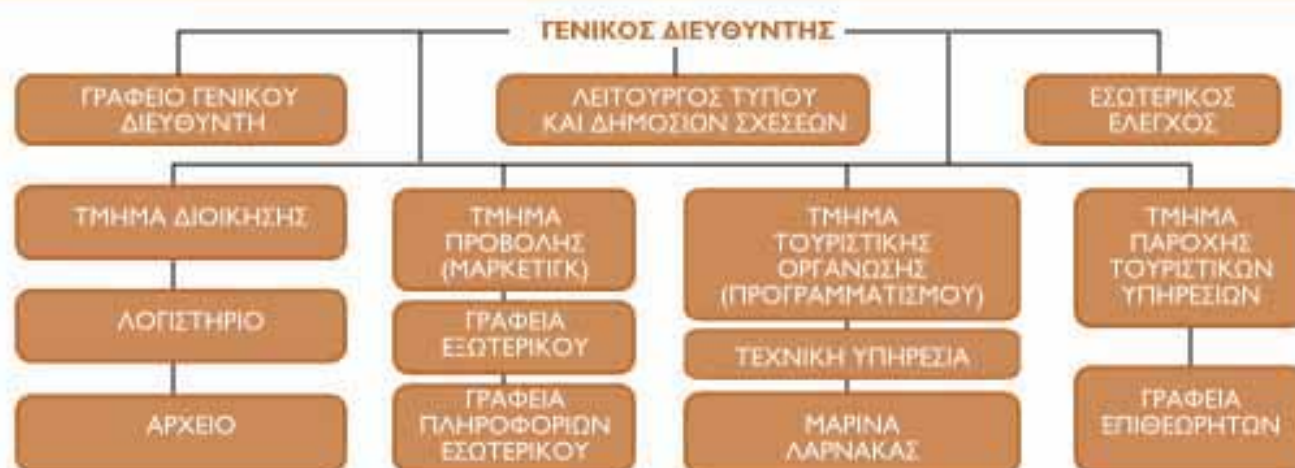 ΓΕΝΙΚΟΣ ΔΙΕΥΘΥΝΤΗΣ
ΓΡΑΦΕΙΟ ΓΕΝΙΚΟΥ
ΔΙΕΥΘΥΝΤΗ
ΛΕΙΤΟΥΡΓΟΣ ΤΥΠΟΥ
ΚΑΙ ΔΗΜΟΣΙΩΝ ΣΧΕΣΕΩΝ
ΕΣΩΤΕΡΙΚΟΣ
ΕΛΕΓΧΟΣ
ΤΜΗΜΑ ΔΙΟΙΚΗΣΗΣ
ΛΟΓΙΣΤΗΡΙΟ
ΑΡΧΕΙΟ
ΤΜΗΜΑ
ΠΡΟΒΟΛΗΣ
(ΜΑΡΚΕΤΙΓΚ)
ΓΡΑΦΕΙΑ
ΕΞΩΤΕΡΙΚΟΥ
ΓΡΑΦΕΙΑ
ΠΛΗΡΟΦΟΡΙΩΝ
ΕΣΩΤΕΡΙΚΟΥ
ΤΜΗΜΑ
ΤΟΥΡΙΣΤΙΚΗΣ
ΟΡΓΑΝΩΣΗΣ
(ΠΡΟΓΡΑΜΜΑΤΙΣΜΟΥ)
ΤΕΧΝΙΚΗ ΥΠΗΡΕΣΙΑ
ΜΑΡΙΝΑ
ΛΑΡΝΑΚΑΣ
ΤΜΗΜΑ
ΠΑΡΟΧΗΣ
ΤΟΥΡΙΣΤΙΚΩΝ
ΥΠΗΡΕΣΙΩΝ
ΓΡΑΦΕΙΑ
ΕΠΙΘΕΩΡΗΤΩΝ